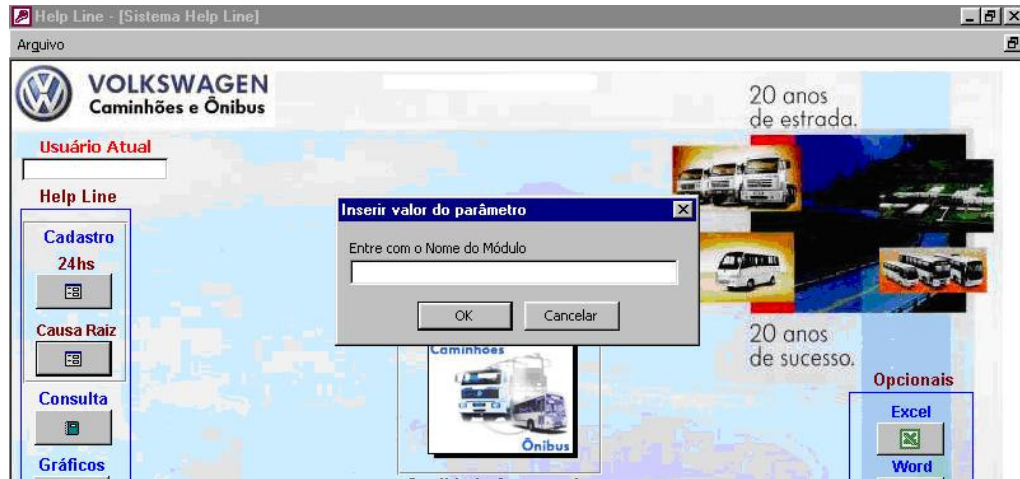 Help Line - [Sistema Help Line]
Arquivo
VOLKSWAGEN
Caminhões e Ônibus
20 anos
de estrada.
Usuário Atual
Help Line
Cadastro
24hs
Causa Raiz
Consulta
Gráficos
Inserir valor do parâmetro
Entre com o Nome do Módulo
OK
Cancelar
Caminhões
Ônibus
20 anos
de sucesso.
Opcionais
Excel
Word